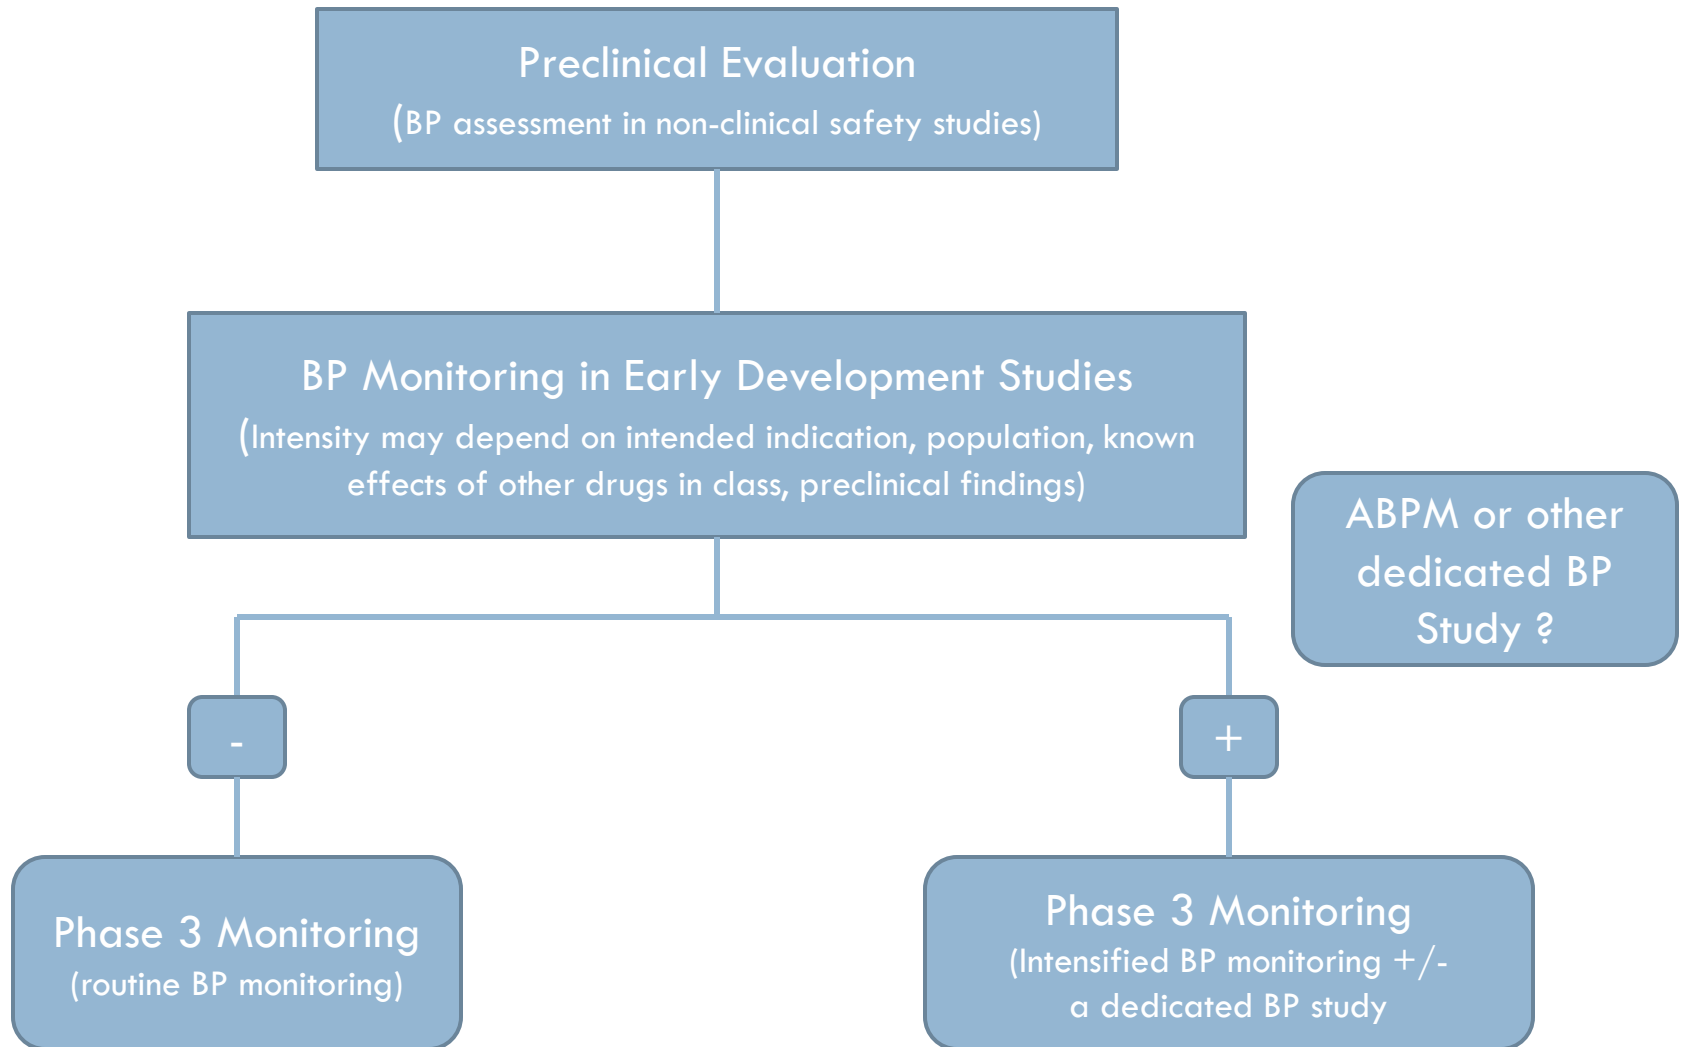 Preclinical Evaluation
(BP assessment in non-clinical safety studies)
BP Monitoring in Early Development Studies
(Intensity may depend on intended indication, population, known
effects of other drugs in class, preclinical findings)
ABPM or other
dedicated BP
Study ?
-
+
Phase 3 Monitoring
(routine BP monitoring)
Phase 3 Monitoring
(Intensified BP monitoring +/-
a dedicated BP study